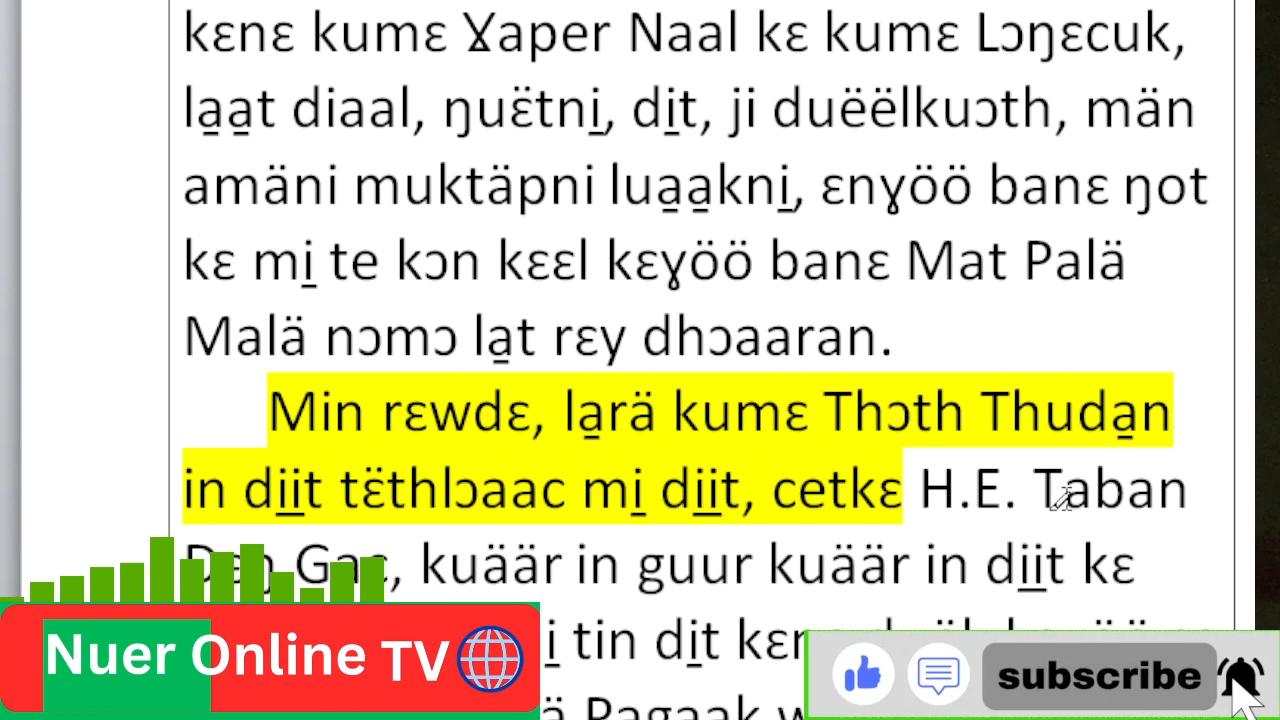 kɛnɛ kumɛ Ɣaper Naal kɛ kumɛ Lɔŋɛcuk,
la̱a̱t diaal, ŋuɛ̈tni̱, di̱t, ji duëëlkuɔth, män
amäni muktäpni lua̱a̱kni̱, ɛnɣöö banɛ ŋot
kɛ mi̱ te kɔn kɛɛl kɛɣöö banɛ Mat Palä
Malä nɔmɔ la̱t rɛy dhɔaaran.
Min rɛwdɛ, la̱rä kumɛ Thɔth Thuda̱n
in di̱i̱t tɛ̈thlɔaac mi̱ di̱i̱t, cetkɛ H.E. Taban
kuäär in guur kuäär in di̱i̱t kɛ
tin di̱t
Pagaak
Nuer Online TV
subscribe